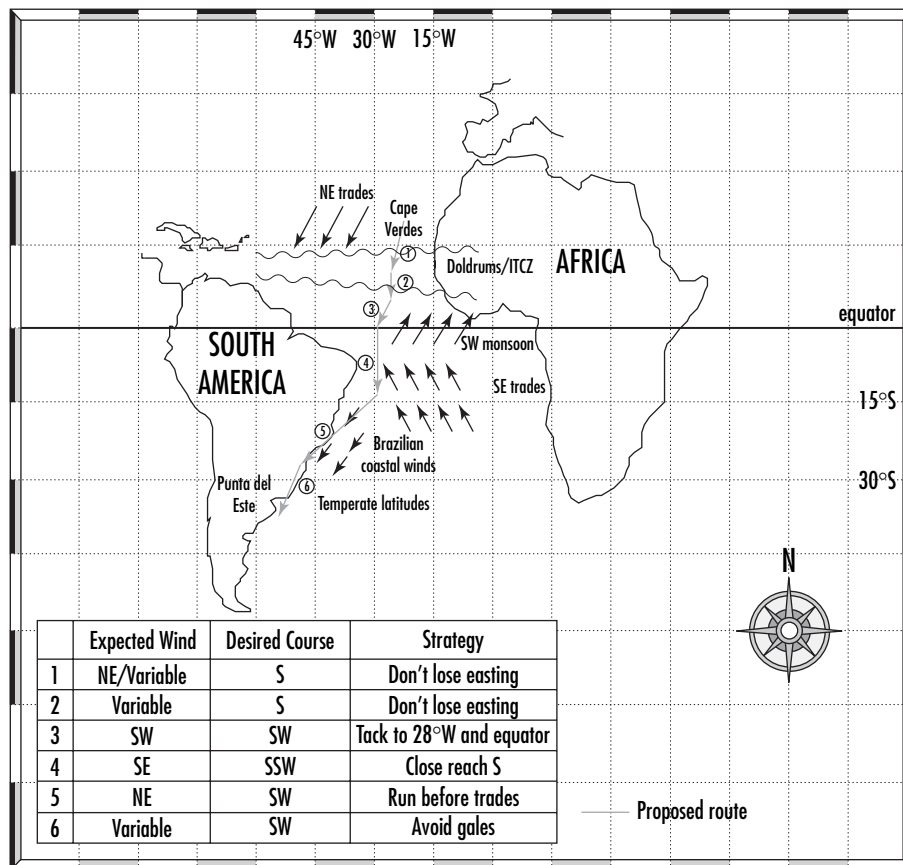 45°W 30°W 15°W
NE trades
Cape
Verdes
1
Doldrums/ITCZ
AFRICA
2
3
equator
SW monsoon
SOUTH
AMERICA
4
SE trades
15°S
5
Brazilian
coastal winds
Punta del
Este
6
Temperate latitudes
30°S
N
Expected Wind Desired Course Strategy
1 NE/Variable S Don't lose easting
2 Variable S Don't lose easting
3 SW SW Tack to 28°W and equator
4 SE SSW Close reach S
5 NE SW Run before trades
6 Variable SW Avoid gales
Proposed route